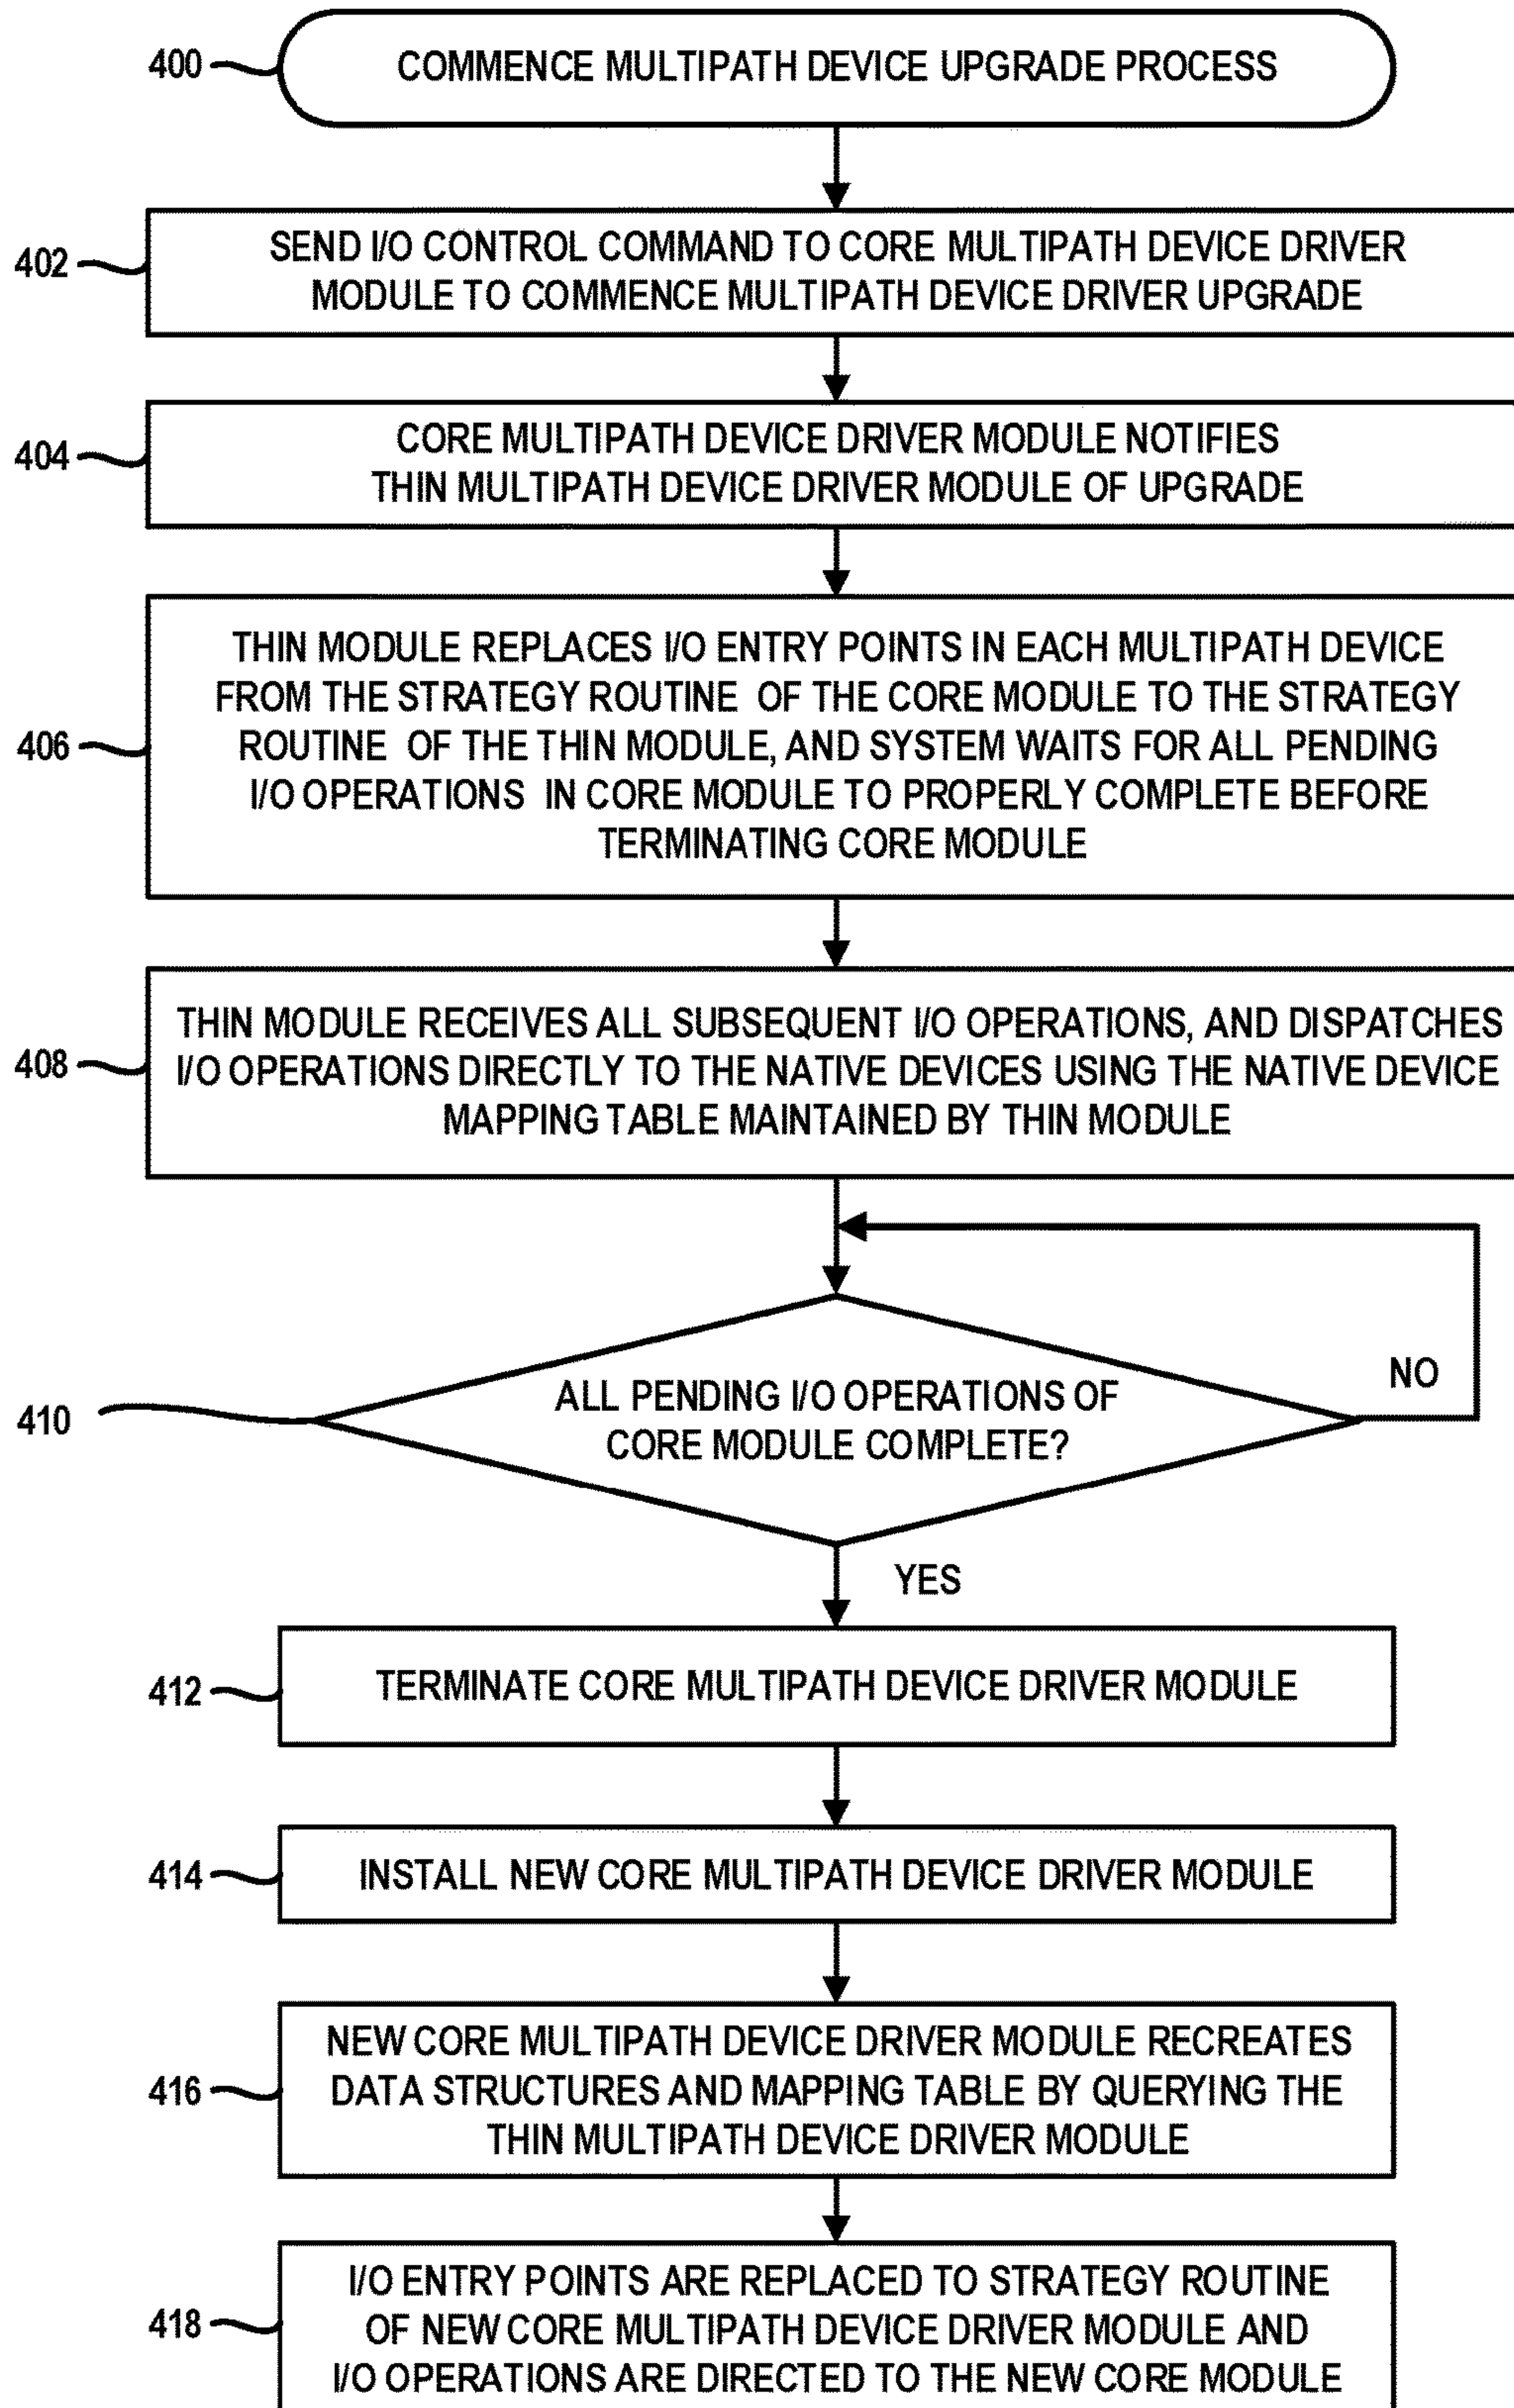 400
COMMENCE MULTIPATH DEVICE UPGRADE PROCESS
402
SEND I/O CONTROL COMMAND TO CORE MULTIPATH DEVICE DRIVER
MODULE TO COMMENCE MULTIPATH DEVICE DRIVER UPGRADE
404
CORE MULTIPATH DEVICE DRIVER MODULE NOTIFIES
THIN MULTIPATH DEVICE DRIVER MODULE OF UPGRADE
406
THIN MODULE REPLACES I/O ENTRY POINTS IN EACH MULTIPATH DEVICE
FROM THE STRATEGY ROUTINE OF THE CORE MODULE TO THE STRATEGY
ROUTINE OF THE THIN MODULE, AND SYSTEM WAITS FOR ALL PENDING
I/O OPERATIONS IN CORE MODULE TO PROPERLY COMPLETE BEFORE
TERMINATING CORE MODULE
408
THIN MODULE RECEIVES ALL SUBSEQUENT I/O OPERATIONS, AND DISPATCHES
I/O OPERATIONS DIRECTLY TO THE NATIVE DEVICES USING THE NATIVE DEVICE
MAPPING TABLE MAINTAINED BY THIN MODULE
410
ALL PENDING I/O OPERATIONS OF
CORE MODULE COMPLETE?
NO
YES
412
TERMINATE CORE MULTIPATH DEVICE DRIVER MODULE
414
INSTALL NEW CORE MULTIPATH DEVICE DRIVER MODULE
416
NEW CORE MULTIPATH DEVICE DRIVER MODULE RECREATES
DATA STRUCTURES AND MAPPING TABLE BY QUERYING THE
THIN MULTIPATH DEVICE DRIVER MODULE
418
I/O ENTRY POINTS ARE REPLACED TO STRATEGY ROUTINE
OF NEW CORE MULTIPATH DEVICE DRIVER MODULE AND
I/O OPERATIONS ARE DIRECTED TO THE NEW CORE MODULE